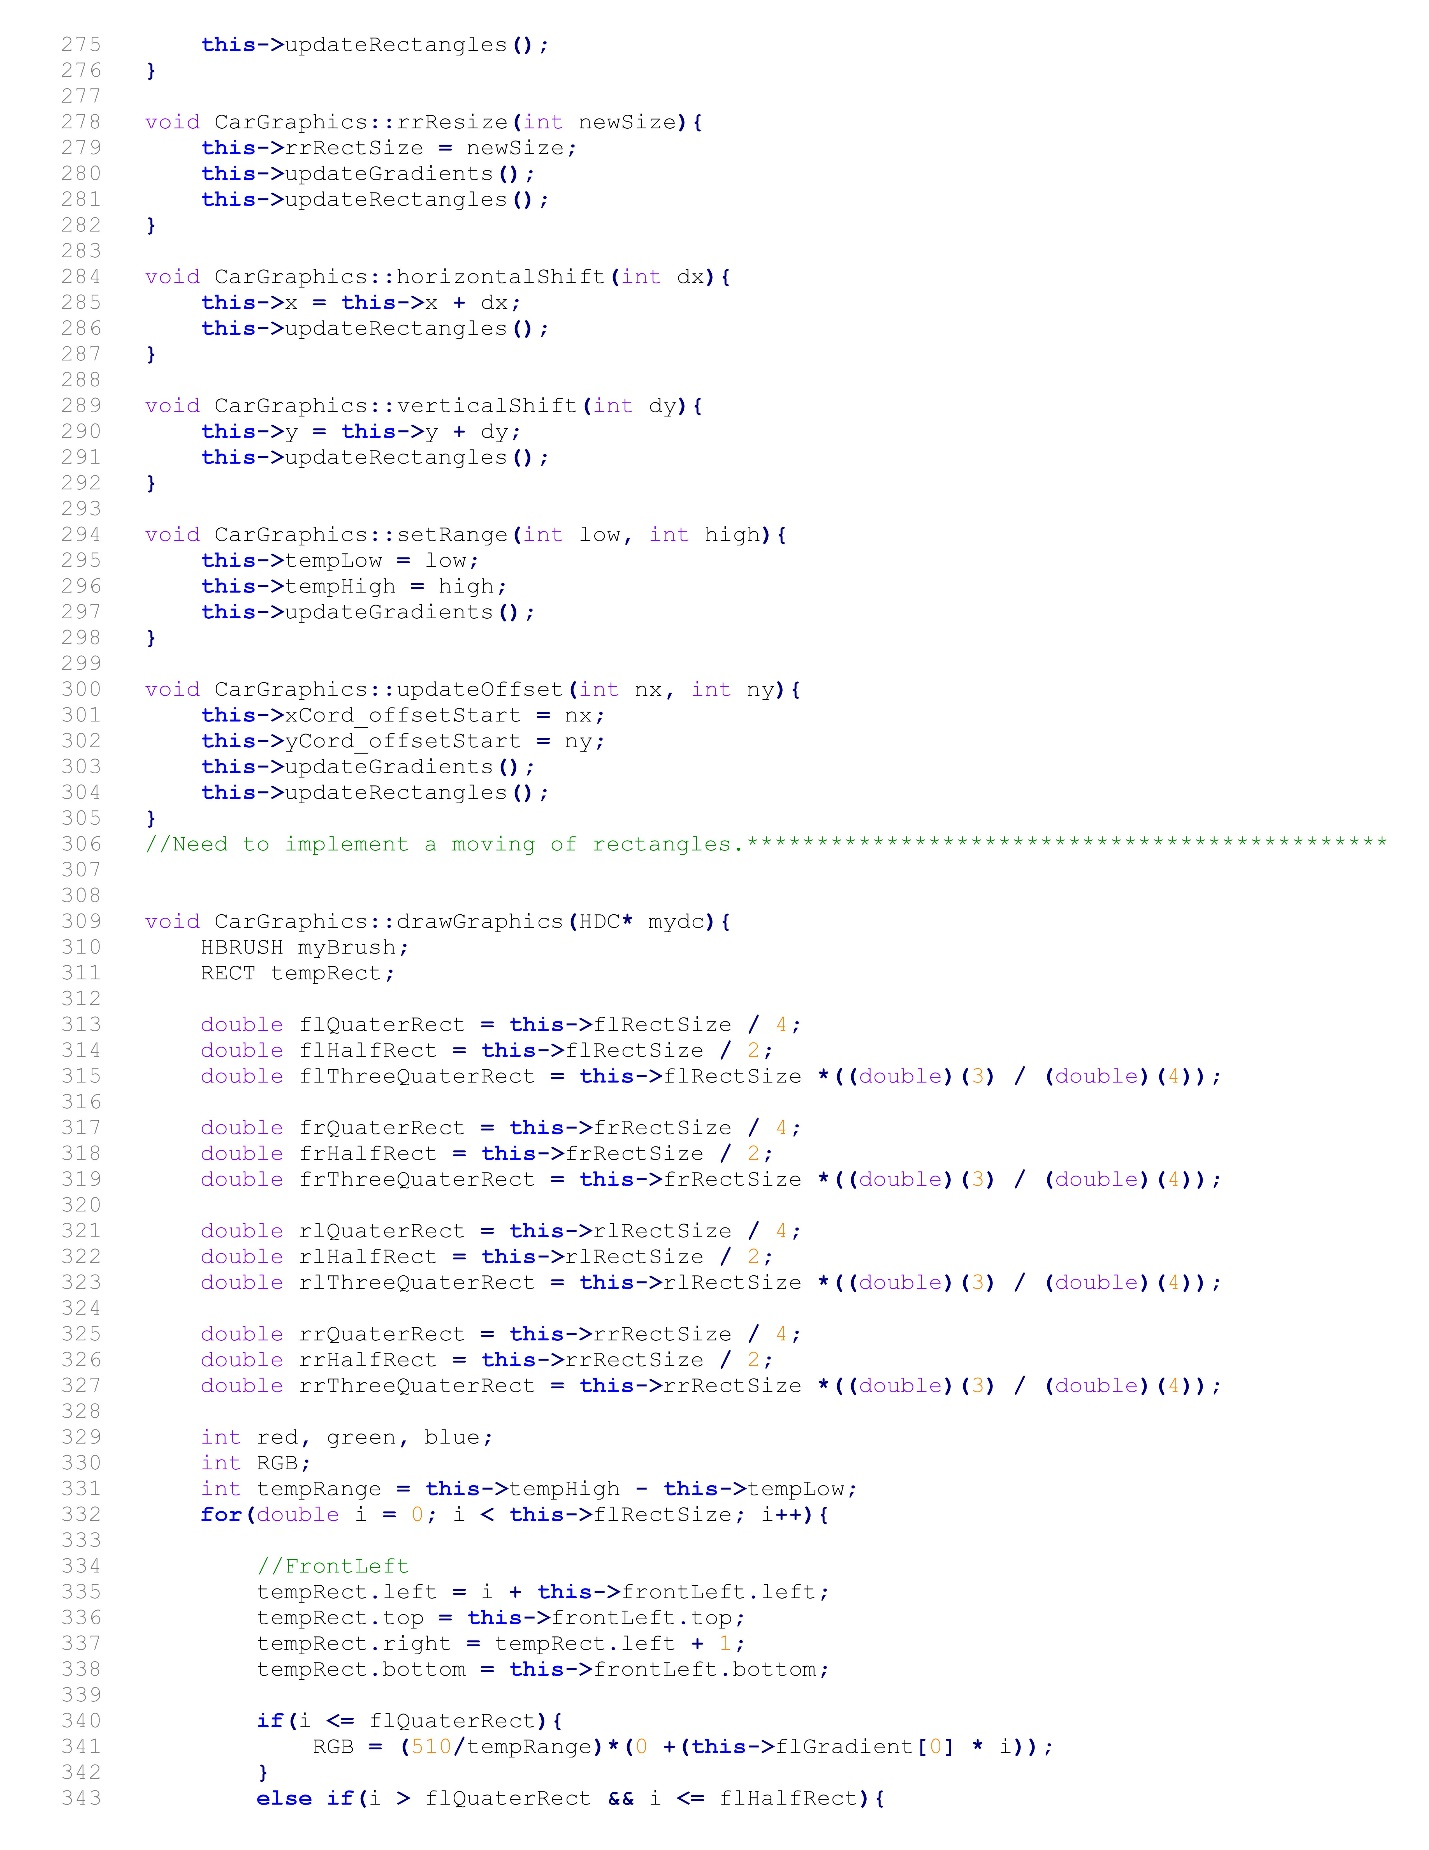 275 this->updateRectangles();
276 }
277
278 void CarGraphics::rrResize(int newSize){
279 this->rrRectSize = newSize;
280 this->updateGradients();
281 this->updateRectangles();
282 }
283
284 void CarGraphics::horizontalShift(int dx){
285 this->x = this->x + dx;
286 this->updateRectangles();
287 }
288
289 void CarGraphics::verticalShift(int dy){
290 this->y = this->y + dy;
291 this->updateRectangles();
292 }
293
294 void CarGraphics::setRange(int low, int high){
295 this->tempLow = low;
296 this->tempHigh = high;
297 this->updateGradients();
298 }
299
300 void CarGraphics::updateOffset(int nx, int ny){
301 this->xCord_offsetStart = nx;
302 this->yCord_offsetStart = ny;
303 this->updateGradients();
304 this->updateRectangles();
305 }
306 //Need to implement a moving of rectangles.**********************************************
307
308
309 void CarGraphics::drawGraphics(HDC* mydc){
310 HBRUSH myBrush;
311 RECT tempRect;
312
313 double flQuaterRect = this->flRectSize / 4;
314 double flHalfRect = this->flRectSize / 2;
315 double flThreeQuaterRect = this->flRectSize *((double)(3) / (double)(4));
316
317 double frQuaterRect = this->frRectSize / 4;
318 double frHalfRect = this->frRectSize / 2;
319 double frThreeQuaterRect = this->frRectSize *((double)(3) / (double)(4));
320
321 double rlQuaterRect = this->rlRectSize / 4;
322 double rlHalfRect = this->rlRectSize / 2;
323 double rlThreeQuaterRect = this->rlRectSize *((double)(3) / (double)(4));
324
325 double rrQuaterRect = this->rrRectSize / 4;
326 double rrHalfRect = this->rrRectSize / 2;
327 double rrThreeQuaterRect = this->rrRectSize *((double)(3) / (double)(4));
328
329 int red, green, blue;
330 int RGB;
331 int tempRange = this->tempHigh - this->tempLow;
332 for(double i = 0; i < this->flRectSize; i++){
333
334 //FrontLeft
335 tempRect.left = i + this->frontLeft.left;
336 tempRect.top = this->frontLeft.top;
337 tempRect.right = tempRect.left + 1;
338 tempRect.bottom = this->frontLeft.bottom;
339
340 if(i <= flQuaterRect){
341 RGB = (510/tempRange)*(0 +(this->flGradient[0] * i));
342 }
343 else if(i > flQuaterRect && i <= flHalfRect){